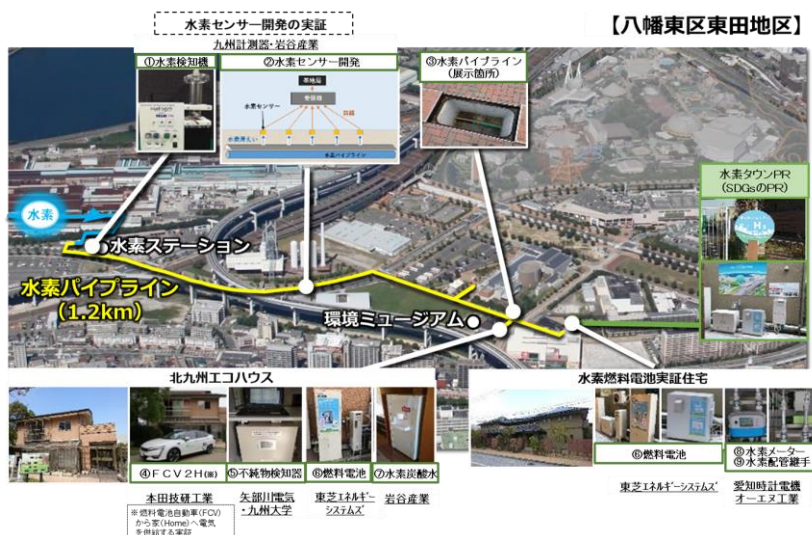 水素センサー開発の実証
【八幡東区東田地区】
九州計測器・岩谷産業
①水素検知機
②水素センサー開発
③水素パイプライン
（展示箇所）
水素センサー
水素パイプライン
水素タウンPR
（SDGsのPR）
水素
水素ステーション
水素パイプライン
（1.2km）
環境ミュージアム
北九州エコハウス
④FCV2H(※)
⑤不純物検知器
⑥燃料電池
⑦水素炭酸水
本田技研工業
矢部川電気
・九州大学
東芝エネルギー
システムズ
岩谷産業
※燃料電池自動車(FCV)
から家(Home)へ電気
を供給する実証
水素燃料電池実証住宅
⑥燃料電池
⑧水素メーター
⑨水素配管継手
東芝エネルギーシステムズ
愛知時計電機
オーエヌ工業